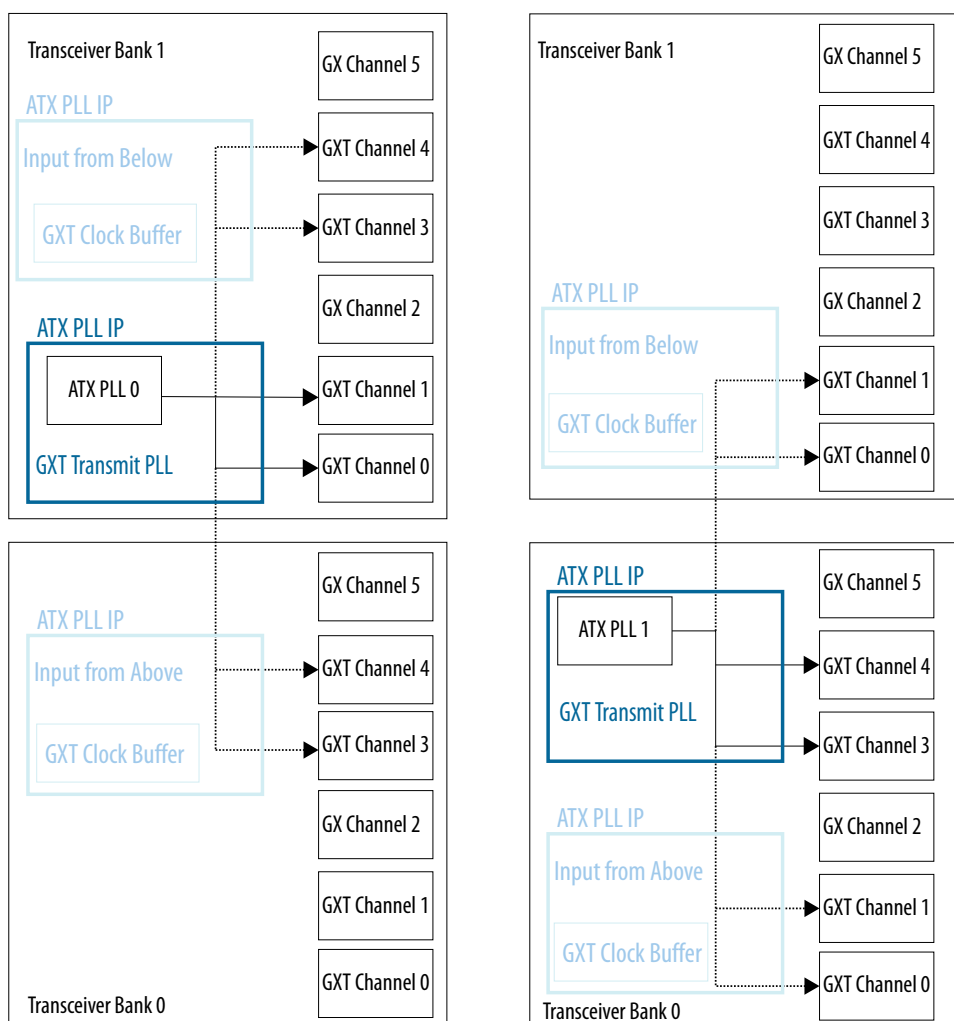 Transceiver Bank 1
GX Channel 5
ATX PLL IP
GXT Channel 4
Input from Below
GXT Channel 3
GXT Clock Buffer
GX Channel 2
ATX PLL IP
ATX PLL 0
GXT Channel 1
GXT Transmit PLL
GXT Channel 0
GX Channel 5
ATX PLL IP
Input from Above
GXT Channel 4
GXT Clock Buffer
GXT Channel 3
GX Channel 2
GXT Channel 1
GXT Channel 0
Transceiver Bank 0
Transceiver Bank 1
GX Channel 5
GXT Channel 4
GXT Channel 3
ATX PLL IP
GX Channel 2
Input from Below
GXT Channel 1
GXT Clock Buffer
GXT Channel 0
ATX PLL IP
GX Channel 5
ATX PLL 1
GXT Channel 4
GXT Transmit PLL
GXT Channel 3
ATX PLL IP
GX Channel 2
Input from Above
GXT Channel 1
GXT Clock Buffer
GXT Channel 0
Transceiver Bank 0